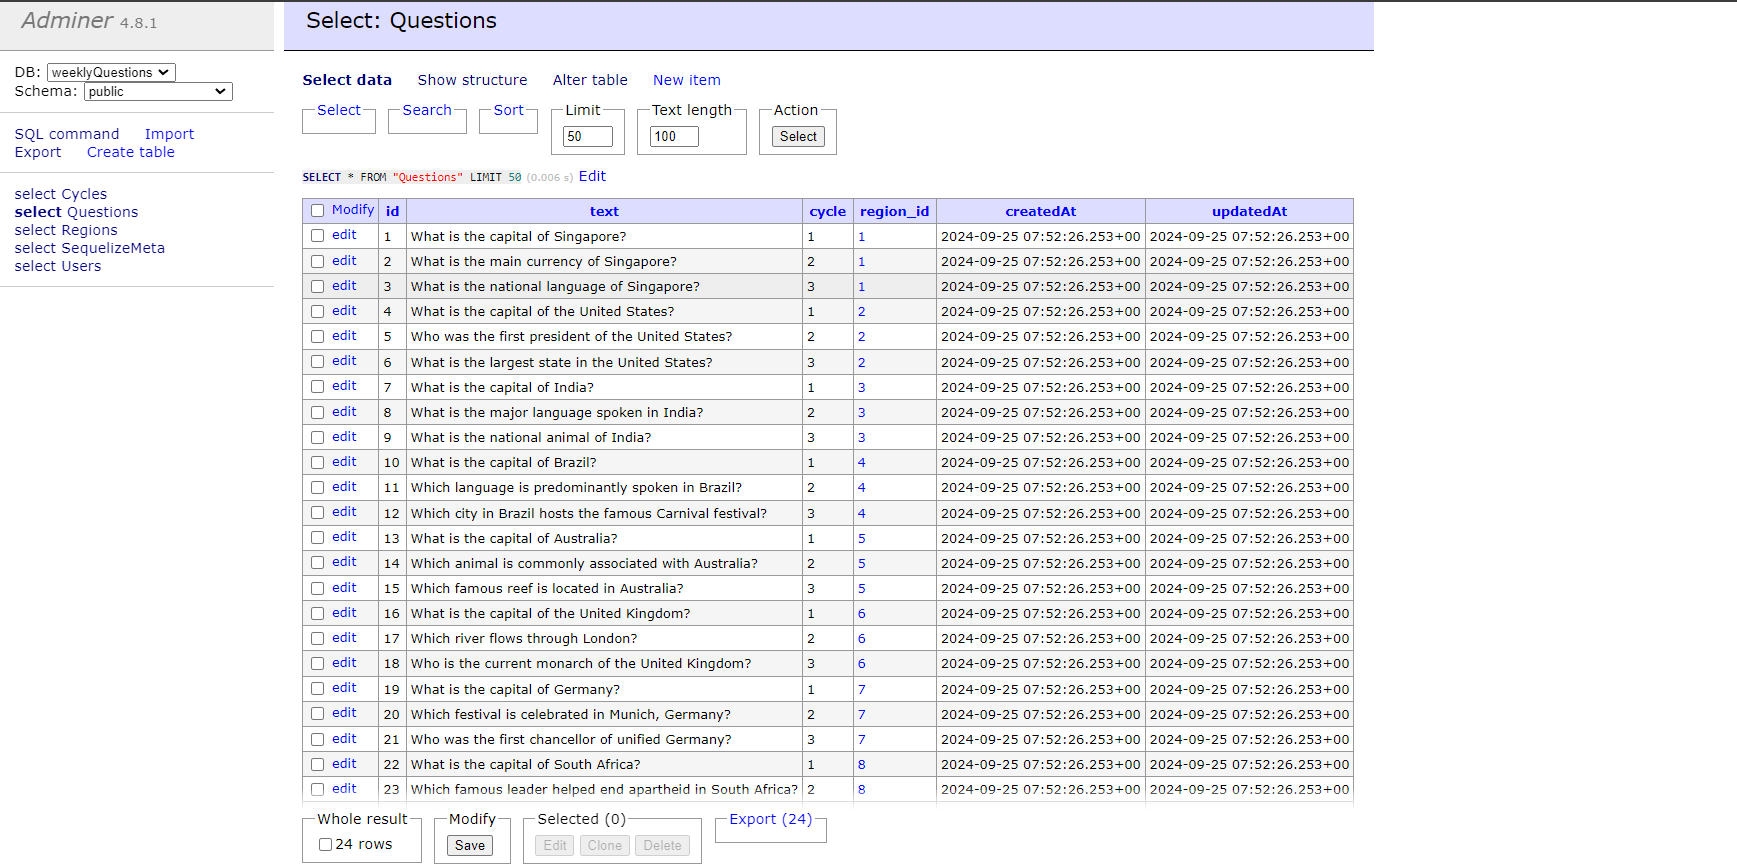 Adminer 4.8.1
Select: Questions
DB: weeklyQuestions
Schema: public
SQL command Import
Export Create table
select Cycles
select Questions
select Regions
select SequelizeMeta
select Users
Select data Show structure Alter table New item
Select Search Sort Limit Text length Action
50 100 Select
SELECT * FROM "Questions" LIMIT 50 (0.006 s) Edit
Modify id text cycle region_id createdAt updatedAt
edit 1 What is the capital of Singapore? 1 1 2024-09-25 07:52:26.253+00 2024-09-25 07:52:26.253+00
edit 2 What is the main currency of Singapore? 2 1 2024-09-25 07:52:26.253+00 2024-09-25 07:52:26.253+00
edit 3 What is the national language of Singapore? 3 1 2024-09-25 07:52:26.253+00 2024-09-25 07:52:26.253+00
edit 4 What is the capital of the United States? 1 2 2024-09-25 07:52:26.253+00 2024-09-25 07:52:26.253+00
edit 5 Who was the first president of the United States? 2 2 2024-09-25 07:52:26.253+00 2024-09-25 07:52:26.253+00
edit 6 What is the largest state in the United States? 3 2 2024-09-25 07:52:26.253+00 2024-09-25 07:52:26.253+00
edit 7 What is the capital of India? 1 3 2024-09-25 07:52:26.253+00 2024-09-25 07:52:26.253+00
edit 8 What is the major language spoken in India? 2 3 2024-09-25 07:52:26.253+00 2024-09-25 07:52:26.253+00
edit 9 What is the national animal of India? 3 3 2024-09-25 07:52:26.253+00 2024-09-25 07:52:26.253+00
edit 10 What is the capital of Brazil? 1 4 2024-09-25 07:52:26.253+00 2024-09-25 07:52:26.253+00
edit 11 Which language is predominantly spoken in Brazil? 2 4 2024-09-25 07:52:26.253+00 2024-09-25 07:52:26.253+00
edit 12 Which city in Brazil hosts the famous Carnival festival? 3 4 2024-09-25 07:52:26.253+00 2024-09-25 07:52:26.253+00
edit 13 What is the capital of Australia? 1 5 2024-09-25 07:52:26.253+00 2024-09-25 07:52:26.253+00
edit 14 Which animal is commonly associated with Australia? 2 5 2024-09-25 07:52:26.253+00 2024-09-25 07:52:26.253+00
edit 15 Which famous reef is located in Australia? 3 5 2024-09-25 07:52:26.253+00 2024-09-25 07:52:26.253+00
edit 16 What is the capital of the United Kingdom? 1 6 2024-09-25 07:52:26.253+00 2024-09-25 07:52:26.253+00
edit 17 Which river flows through London? 2 6 2024-09-25 07:52:26.253+00 2024-09-25 07:52:26.253+00
edit 18 Who is the current monarch of the United Kingdom? 3 6 2024-09-25 07:52:26.253+00 2024-09-25 07:52:26.253+00
edit 19 What is the capital of Germany? 1 7 2024-09-25 07:52:26.253+00 2024-09-25 07:52:26.253+00
edit 20 Which festival is celebrated in Munich, Germany? 2 7 2024-09-25 07:52:26.253+00 2024-09-25 07:52:26.253+00
edit 21 Who was the first chancellor of unified Germany? 3 7 2024-09-25 07:52:26.253+00 2024-09-25 07:52:26.253+00
edit 22 What is the capital of South Africa? 1 8 2024-09-25 07:52:26.253+00 2024-09-25 07:52:26.253+00
edit 23 Which famous leader helped end apartheid in South Africa? 2 8 2024-09-25 07:52:26.253+00 2024-09-25 07:52:26.253+00
Whole result Modify Selected (0) Export (24)
24 rows Save Edit Clone Delete